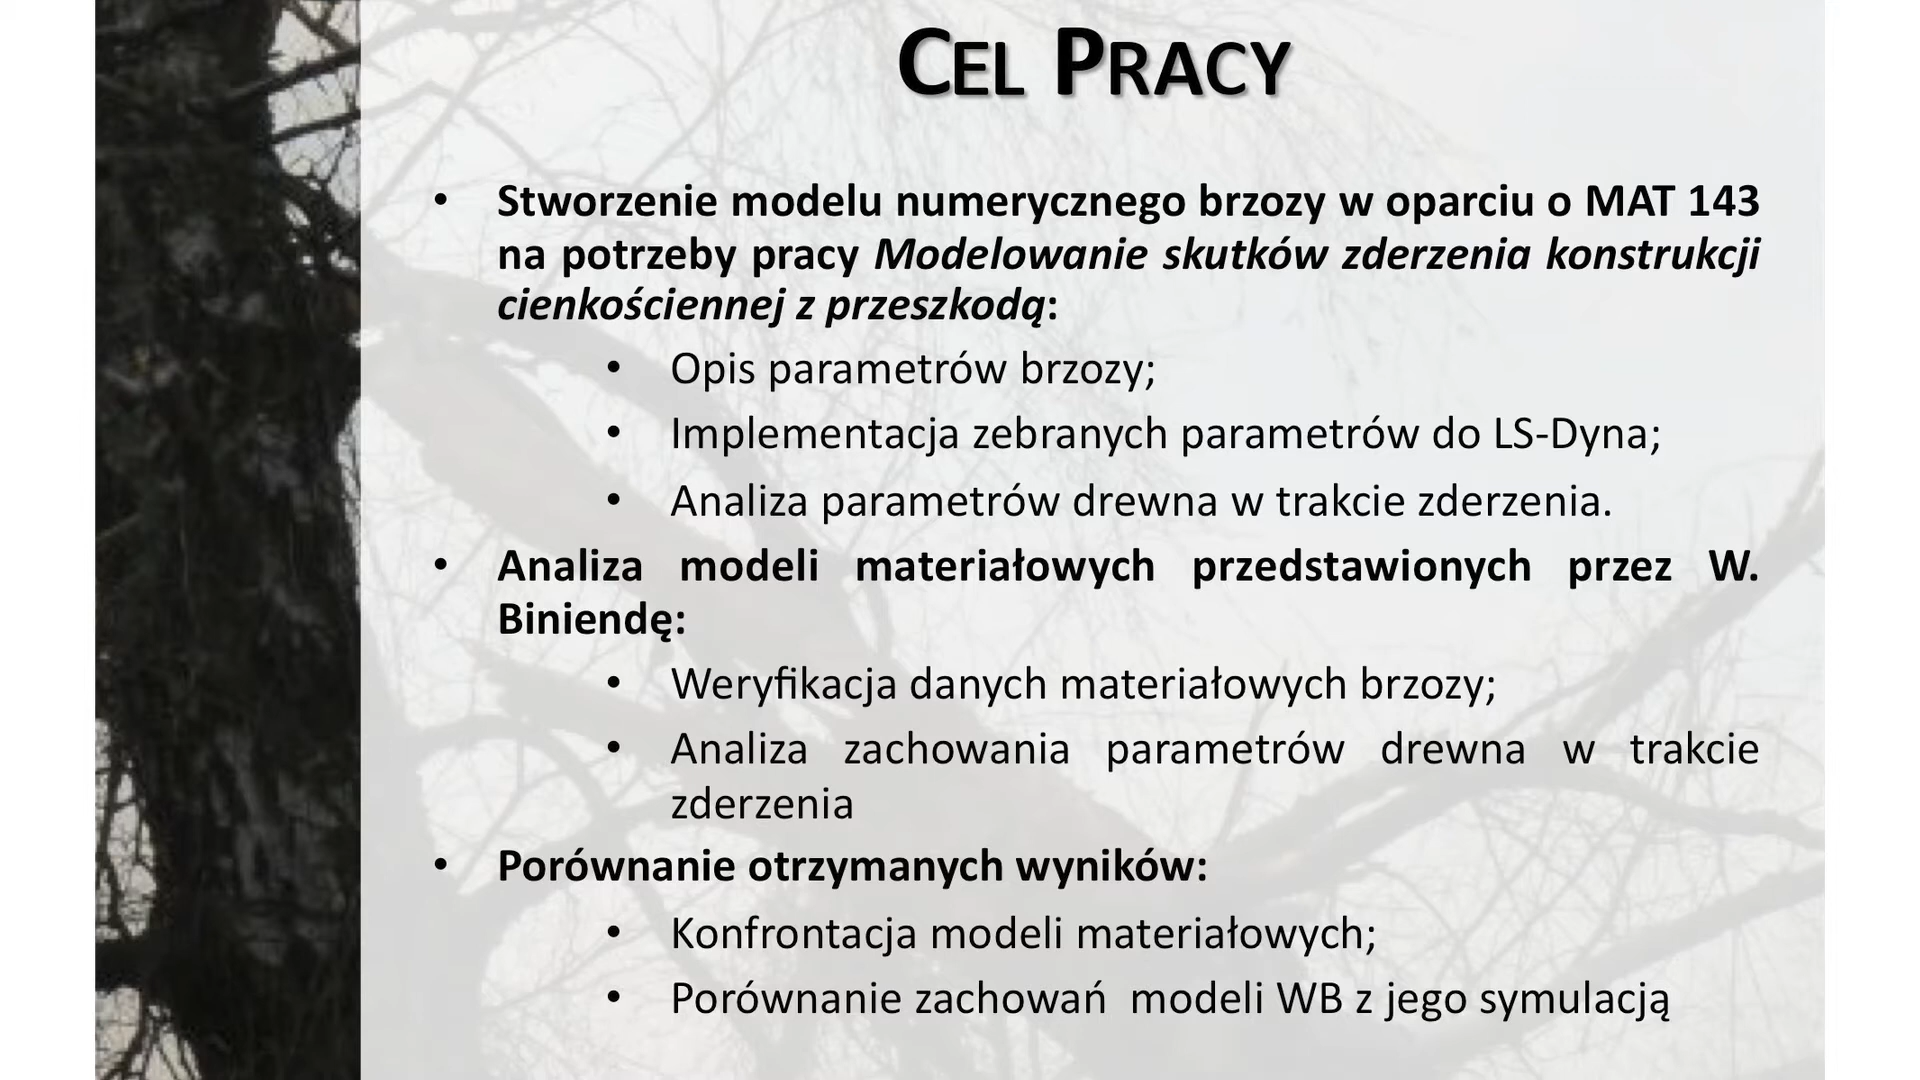 CEL PRACY
• Stworzenie modelu numerycznego brzozy w oparciu o MAT 143
na potrzeby pracy Modelowanie skutków zderzenia konstrukcji
cienkościennej z przeszkodą:
• Opis parametrów brzozy;
• Implementacja zebranych parametrów do LS-Dyna;
• Analiza parametrów drewna w trakcie zderzenia.
• Analiza modeli materiałowych przedstawionych przez W.
Biniendę:
• Weryfikacja danych materiałowych brzozy;
• Analiza zachowania parametrów drewna w trakcie
zderzenia
• Porównanie otrzymanych wyników:
• Konfrontacja modeli materiałowych;
• Porównanie zachowań modeli WB z jego symulacją